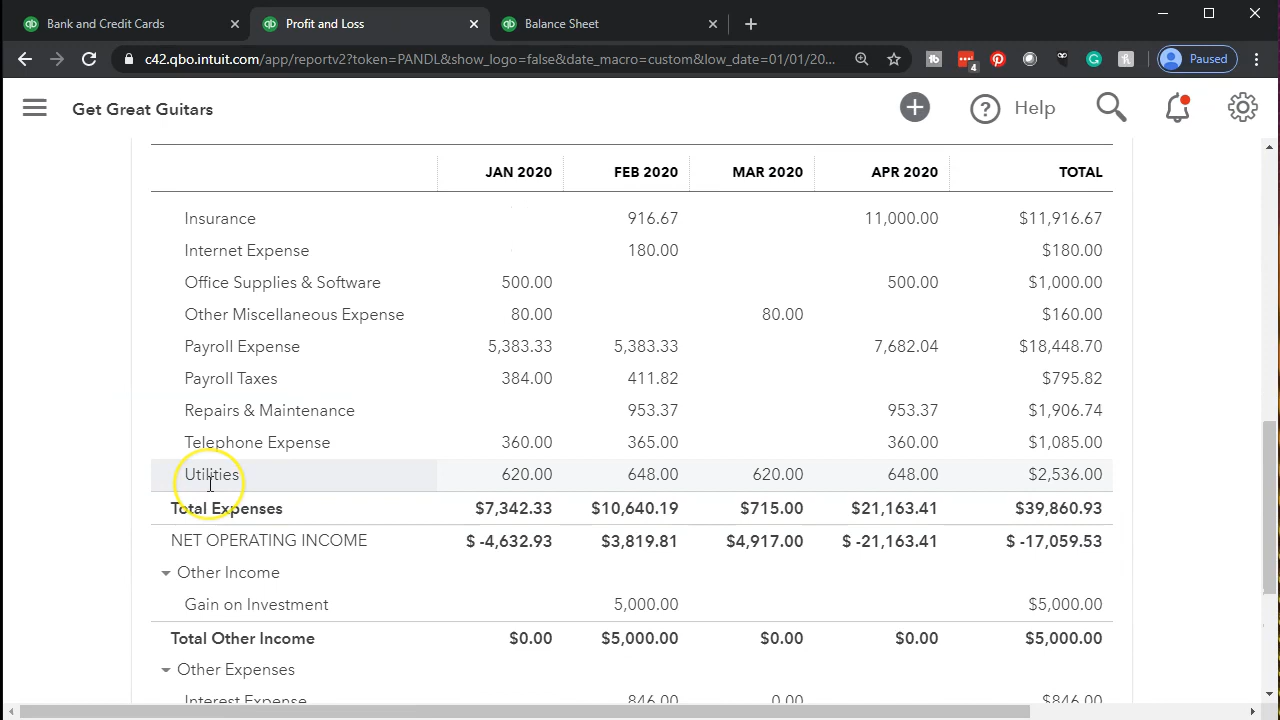 Bank and Credit Cards
Profit and Loss
Balance Sheet
c42.qbo.intuit.com/app/reportv2?token=PANDL&show_logo=false&date_macro=custom&low_date=01/01/20...
4
Paused
Get Great Guitars
Help
JAN 2020 FEB 2020 MAR 2020 APR 2020 TOTAL
Insurance 916.67 11,000.00 $11,916.67
Internet Expense 180.00 $180.00
Office Supplies & Software 500.00 500.00 $1,000.00
Other Miscellaneous Expense 80.00 80.00 $160.00
Payroll Expense 5,383.33 5,383.33 7,682.04 $18,448.70
Payroll Taxes 384.00 411.82 $795.82
Repairs & Maintenance 953.37 953.37 $1,906.74
Telephone Expense 360.00 365.00 360.00 $1,085.00
Utilities 620.00 648.00 620.00 648.00 $2,536.00
Total Expenses $7,342.33 $10,640.19 $715.00 $21,163.41 $39,860.93
NET OPERATING INCOME $ -4,632.93 $3,819.81 $4,917.00 $ -21,163.41 $ -17,059.53
Other Income
Gain on Investment 5,000.00 $5,000.00
Total Other Income $0.00 $5,000.00 $0.00 $0.00 $5,000.00
Other Expenses
Interest Expense 846.00 0.00 $846.00